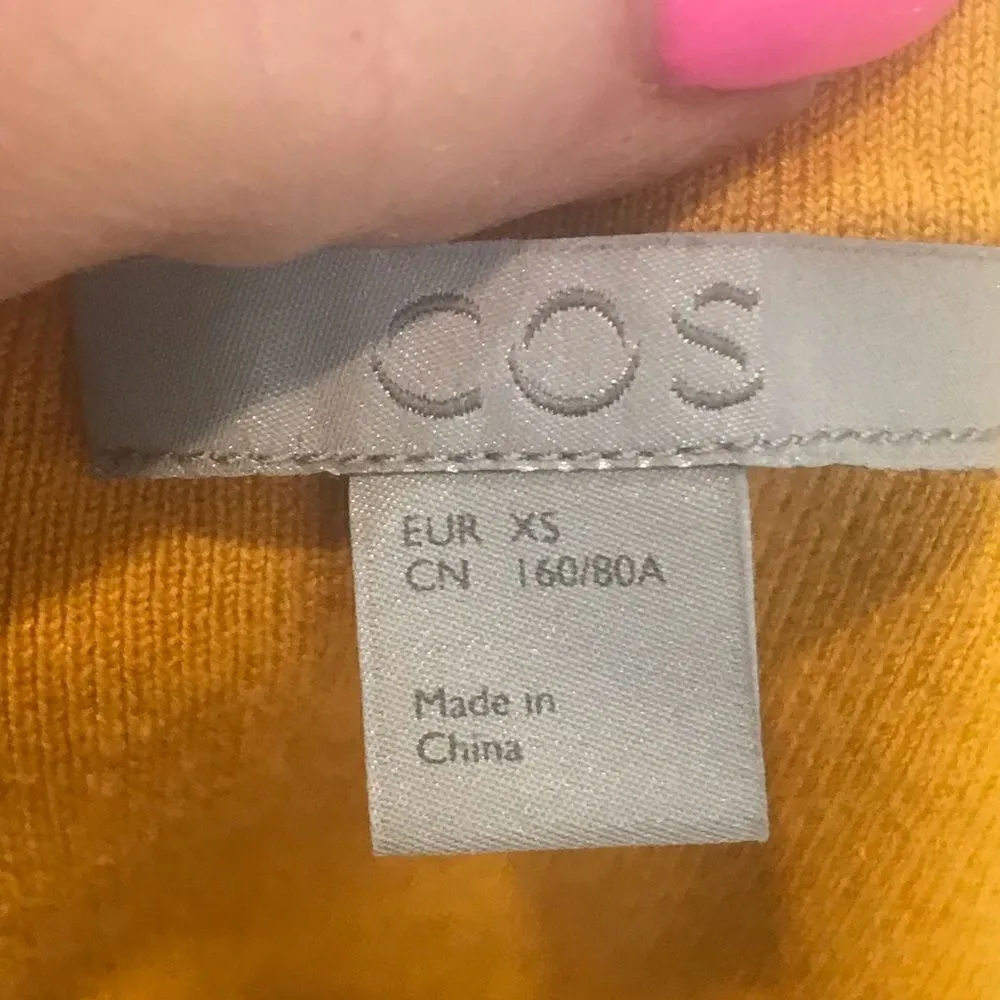 COS
EUR XS
CN 160/80A
Made in
China